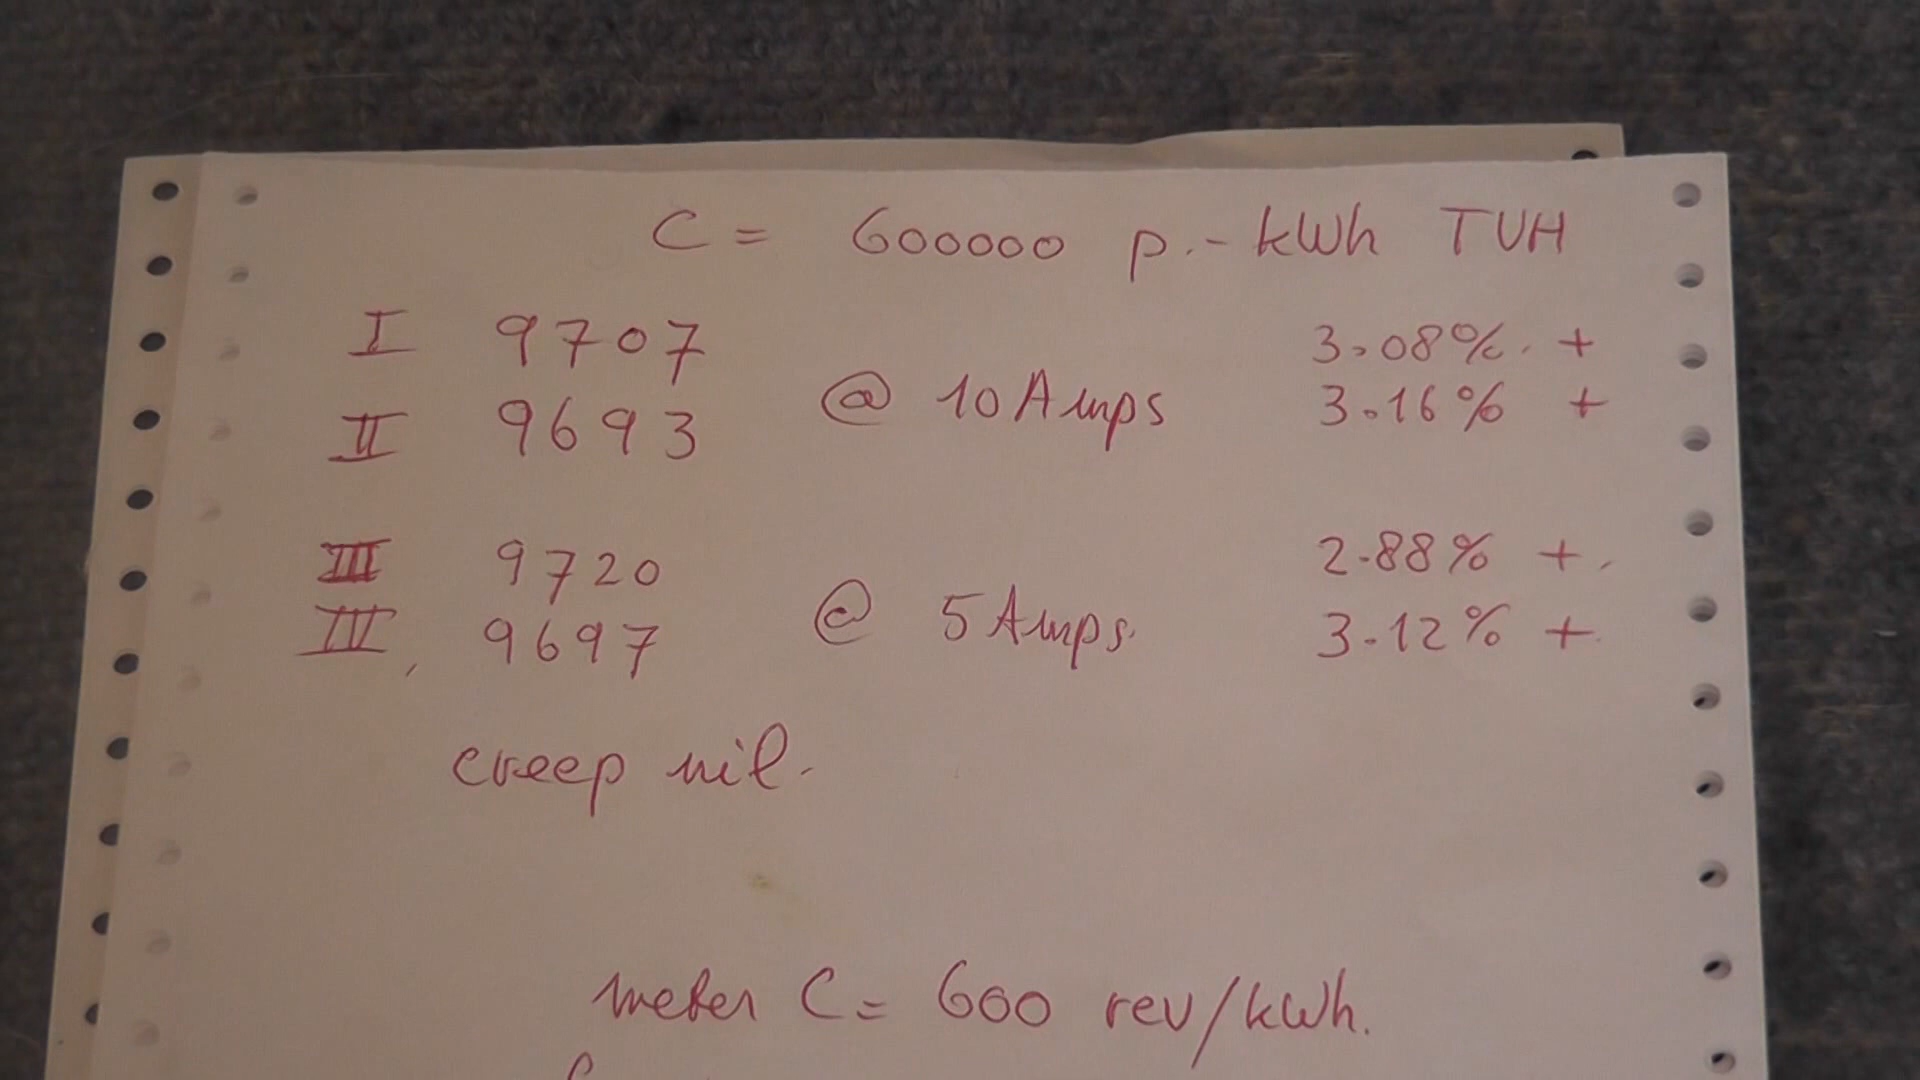 C = 600000 p.- kWh TUH
I 9707 3.08% +
@ 10 Amps
II 9693 3.16% +
III 9720 2.88% +
@ 5 Amps.
IV, 9697 3.12% +
creep nil.
meter C = 600 rev/kWh.